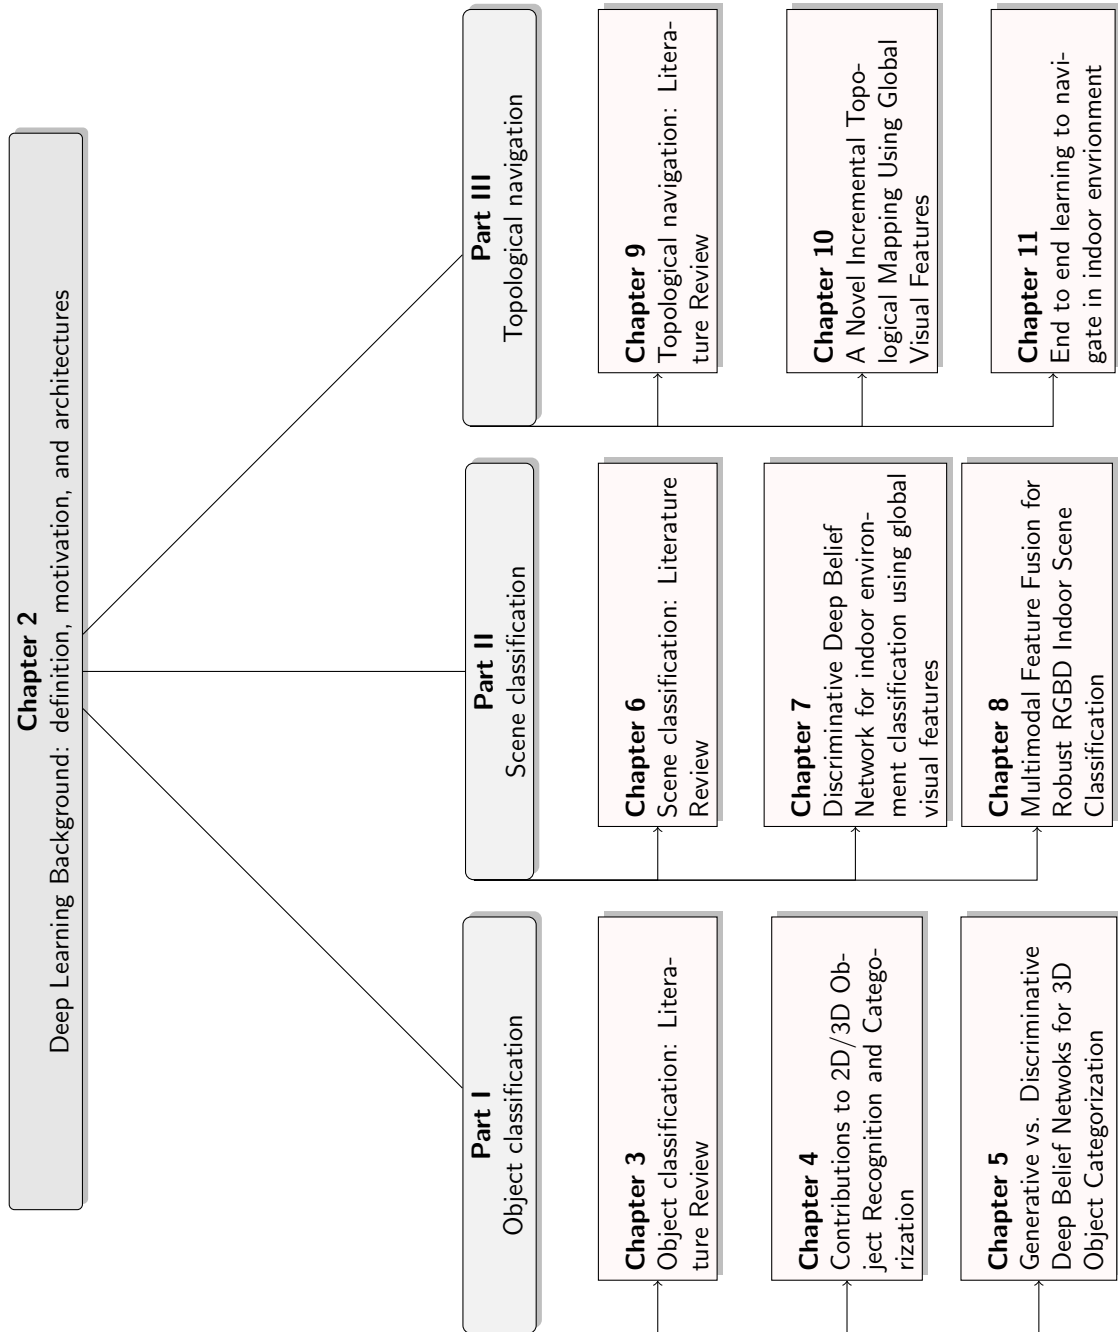 Chapter 2
Deep Learning Background: definition, motivation, and architectures
Part I
Object classification
Chapter 3
Object classification: Litera-
ture Review
Chapter 4
Contributions to 2D/3D Ob-
ject Recognition and Catego-
rization
Chapter 5
Generative vs. Discriminative
Deep Belief Netwoks for 3D
Object Categorization
Part II
Scene classification
Chapter 6
Scene classification: Literature
Review
Chapter 7
Discriminative Deep Belief
Network for indoor environ-
ment classification using global
visual features
Chapter 8
Multimodal Feature Fusion for
Robust RGBD Indoor Scene
Classification
Part III
Topological navigation
Chapter 9
Topological navigation: Litera-
ture Review
Chapter 10
A Novel Incremental Topo-
logical Mapping Using Global
Visual Features
Chapter 11
End to end learning to navi-
gate in indoor envrionment